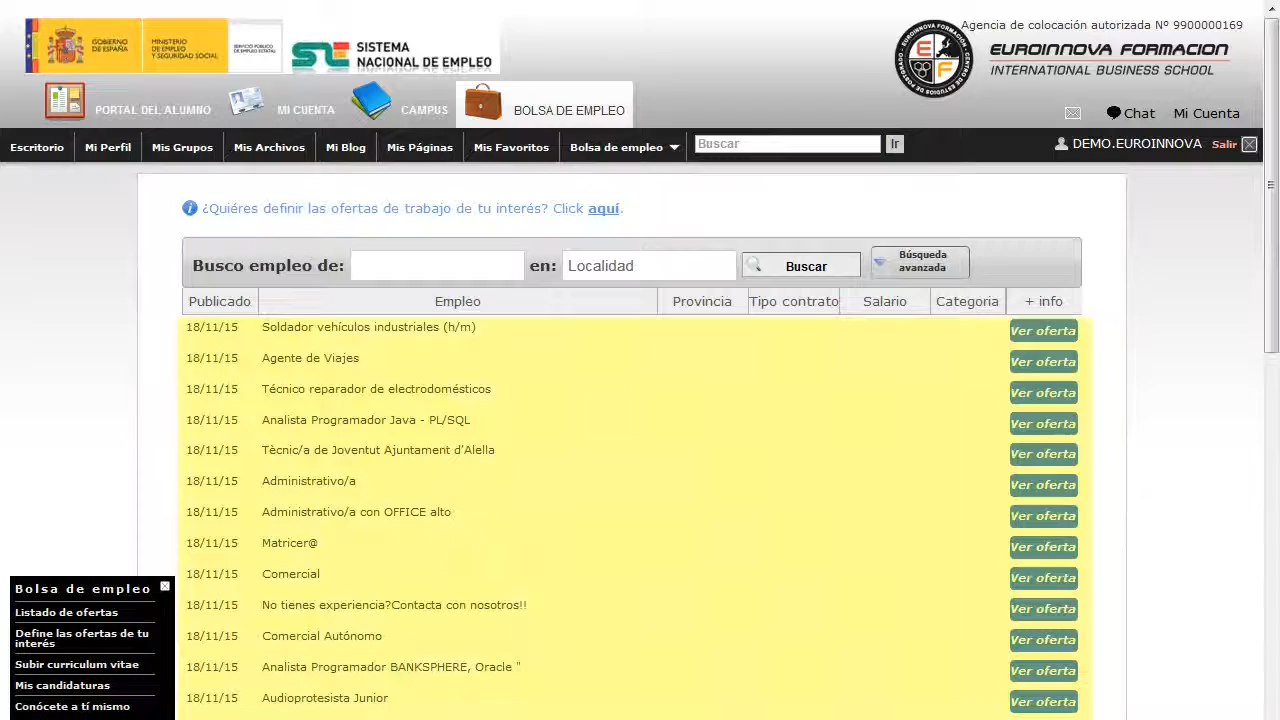 GOBIERNO DE ESPAÑA
MINISTERIO DE EMPLEO Y SEGURIDAD SOCIAL
SERVICIO PÚBLICO DE EMPLEO ESTATAL
SISTEMA NACIONAL DE EMPLEO
Agencia de colocación autorizada Nº 9900000169
EUROINNOVA FORMACION
INTERNATIONAL BUSINESS SCHOOL
PORTAL DEL ALUMNO
MI CUENTA
CAMPUS
BOLSA DE EMPLEO
Chat
Mi Cuenta
Escritorio
Mi Perfil
Mis Grupos
Mis Archivos
Mi Blog
Mis Páginas
Mis Favoritos
Bolsa de empleo
Buscar
Ir
DEMO.EUROINNOVA
Salir
¿Quiéres definir las ofertas de trabajo de tu interés? Click aquí.
Busco empleo de:
en:
Localidad
Buscar
Búsqueda avanzada
Publicado Empleo Provincia Tipo contrato Salario Categoria + info
18/11/15 Soldador vehículos industriales (h/m) Ver oferta
18/11/15 Agente de Viajes Ver oferta
18/11/15 Técnico reparador de electrodomésticos Ver oferta
18/11/15 Analista Programador Java - PL/SQL Ver oferta
18/11/15 Tècnic/a de Joventut Ajuntament d'Alella Ver oferta
18/11/15 Administrativo/a Ver oferta
18/11/15 Administrativo/a con OFFICE alto Ver oferta
18/11/15 Matricer@ Ver oferta
18/11/15 Comercial Ver oferta
18/11/15 No tienes experiencia?Contacta con nosotros!! Ver oferta
18/11/15 Comercial Autónomo Ver oferta
18/11/15 Analista Programador BANKSPHERE, Oracle " Ver oferta
18/11/15 Audioprotesista Junior Ver oferta
Bolsa de empleo
Listado de ofertas
Define las ofertas de tu
interés
Subir curriculum vitae
Mis candidaturas
Conócete a tí mismo